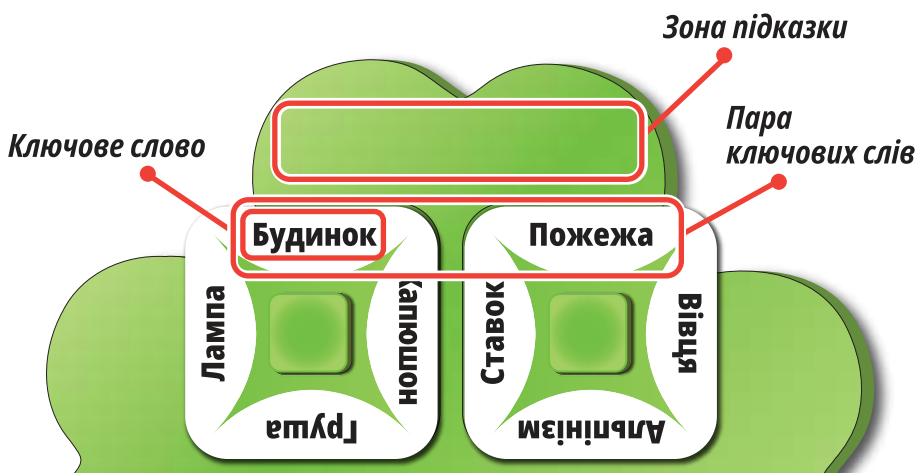 Зона підказки
Ключове слово
Пара
ключових слів
Будинок
Пожежа
Лампа
Капюшон
Груша
Ставок
Вівця
Альпінізм